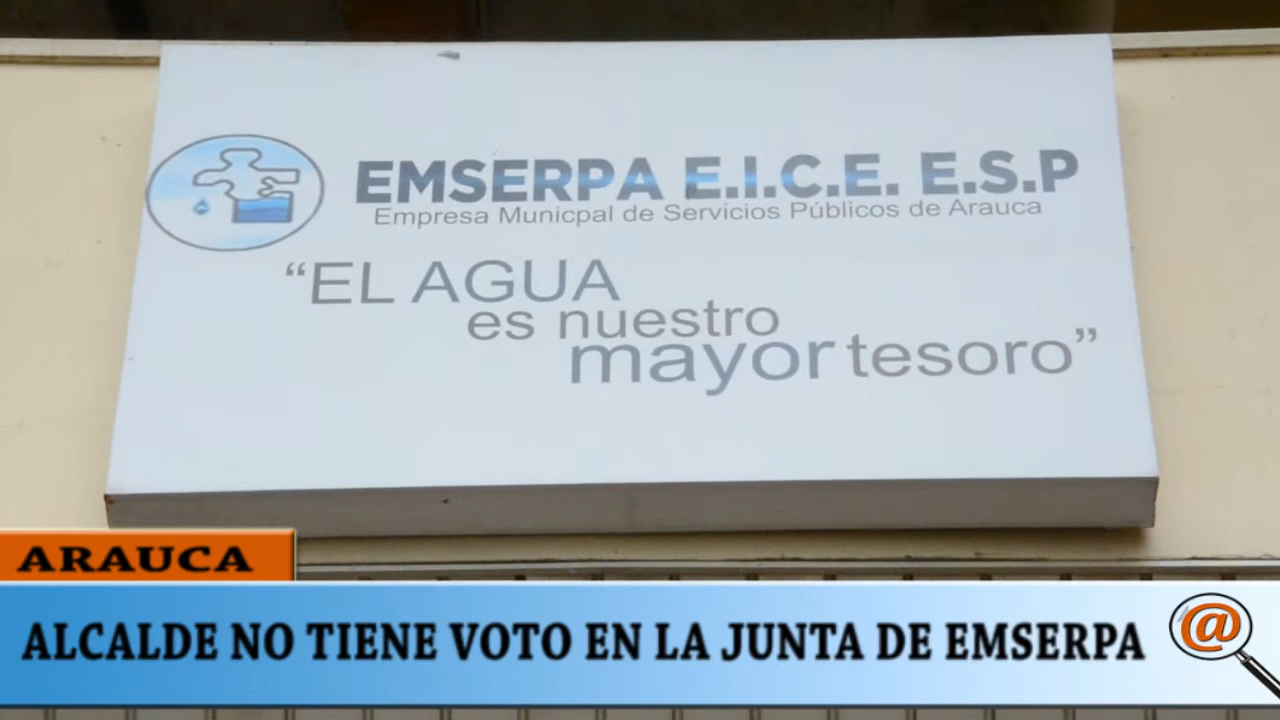 EMSERPA E.I.C.E. E.S.P
Empresa Municpal de Servicios Públicos de Arauca
“EL AGUA
es nuestro
mayor tesoro”
ARAUCA
ALCALDE NO TIENE VOTO EN LA JUNTA DE EMSERPA
@